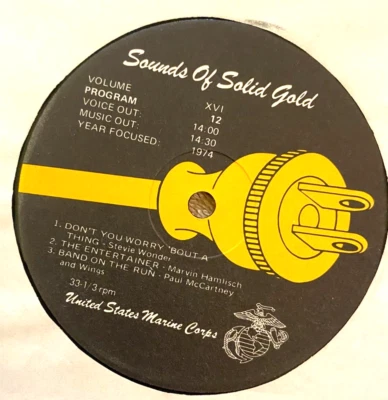 Sounds Of Solid Gold
VOLUME XVI
PROGRAM 12
VOICE OUT: 14:00
MUSIC OUT: 14:30
YEAR FOCUSED: 1974
1. DON'T YOU WORRY 'BOUT A
THING - Stevie Wonder
2. THE ENTERTAINER - Marvin Hamlisch
3. BAND ON THE RUN - Paul McCartney
and Wings
33-1/3 rpm
United States Marine Corps